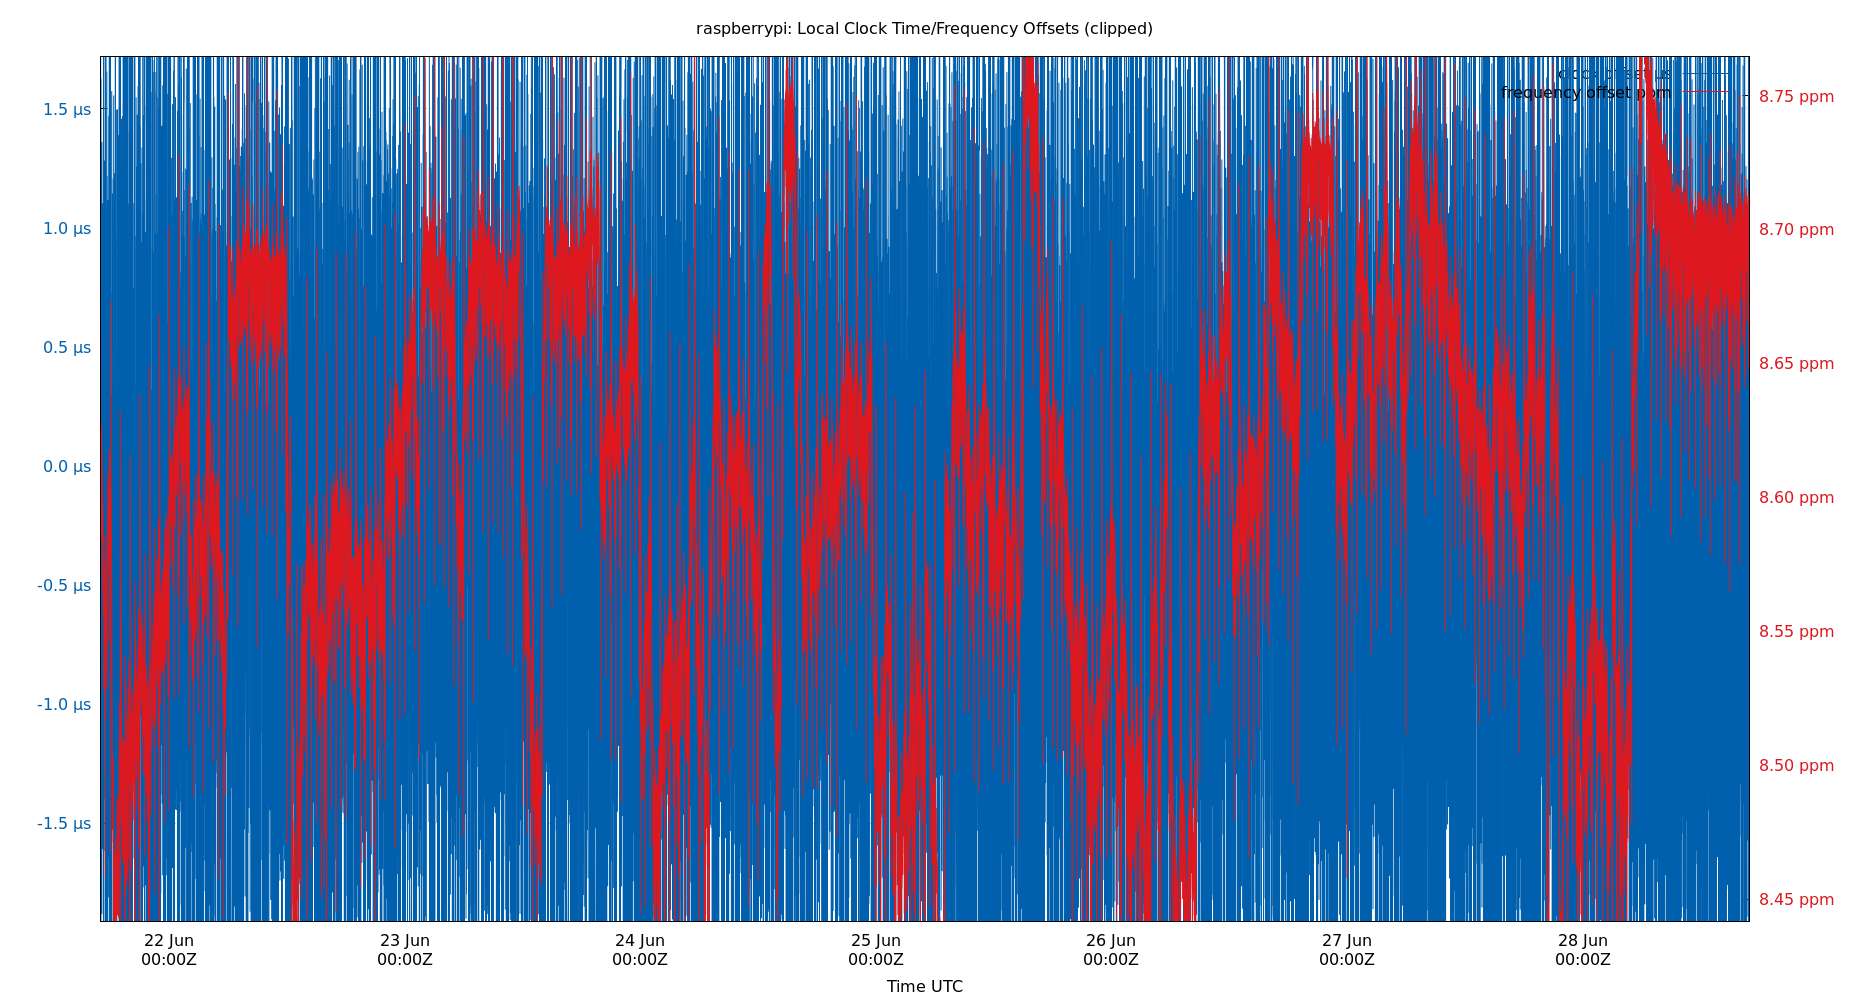 raspberrypi: Local Clock Time/Frequency Offsets (clipped)
clock offset µs
frequency offset ppm
1.5 µs
1.0 µs
0.5 µs
0.0 µs
-0.5 µs
-1.0 µs
-1.5 µs
8.75 ppm
8.70 ppm
8.65 ppm
8.60 ppm
8.55 ppm
8.50 ppm
8.45 ppm
22 Jun
00:00Z
23 Jun
00:00Z
24 Jun
00:00Z
25 Jun
00:00Z
26 Jun
00:00Z
27 Jun
00:00Z
28 Jun
00:00Z
Time UTC